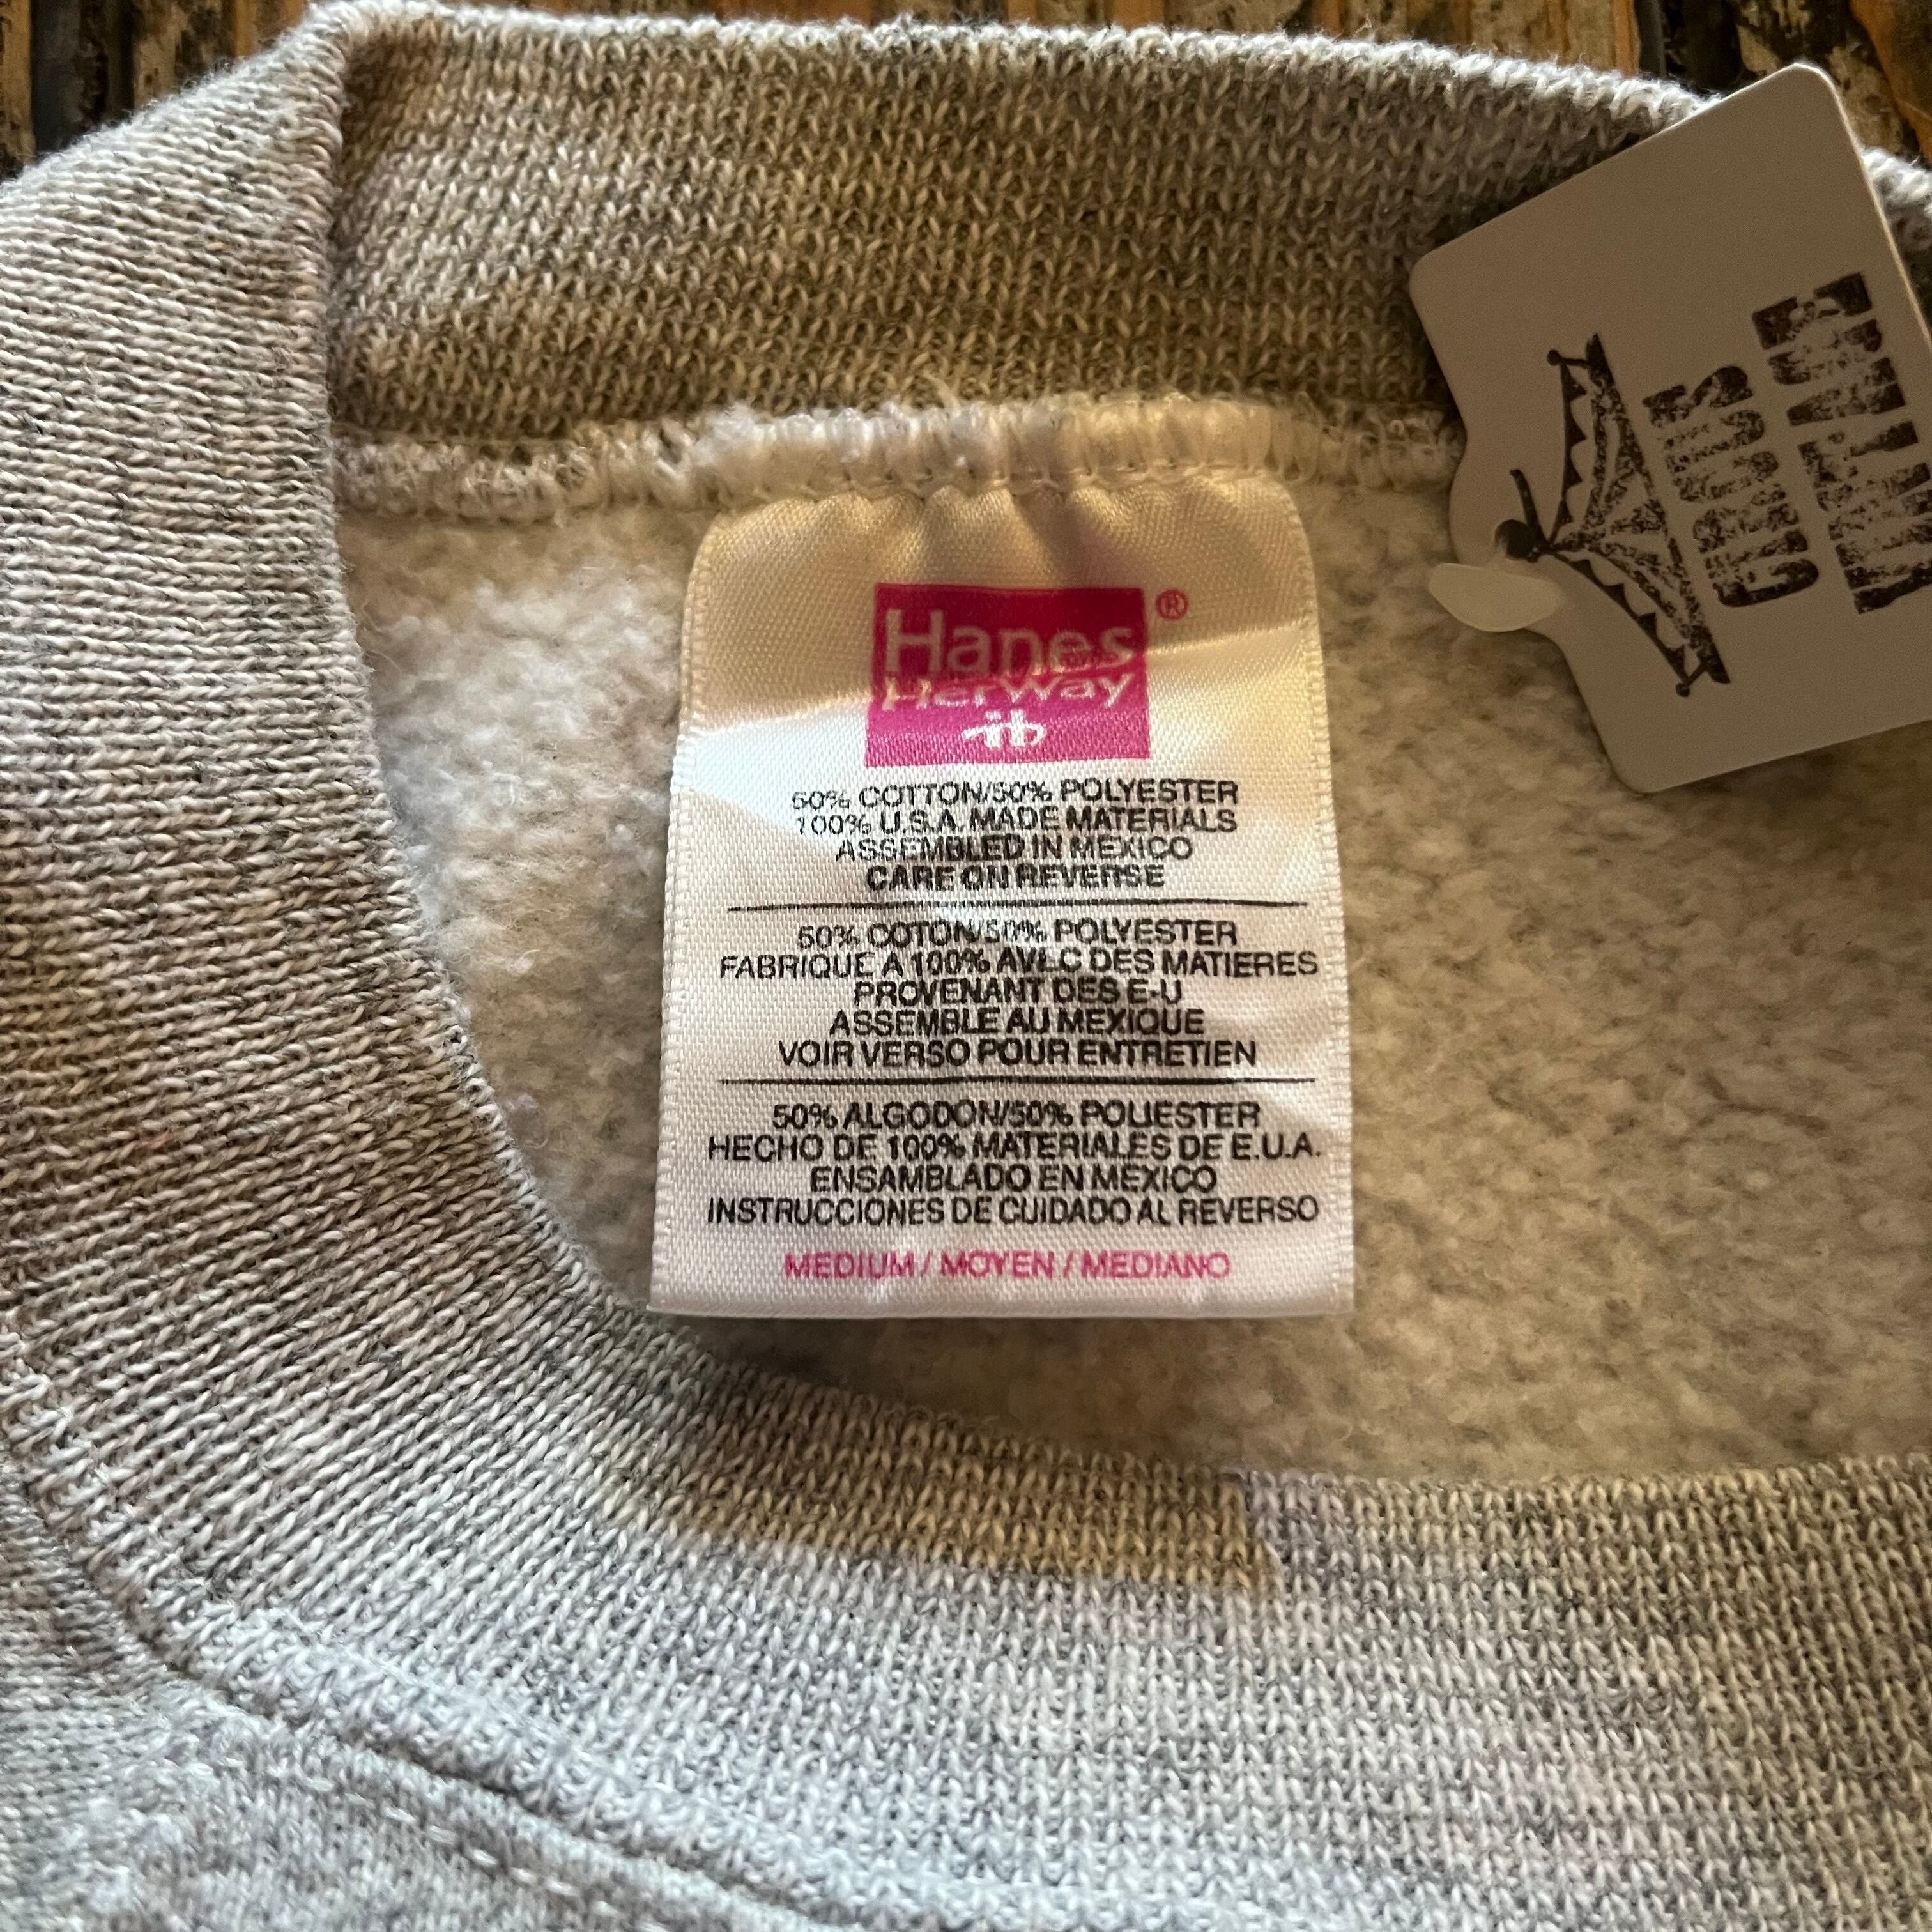 Hanes
Herway
®
50% COTTON/50% POLYESTER
100% U.S.A. MADE MATERIALS
ASSEMBLED IN MEXICO
CARE ON REVERSE
50% COTON/50% POLYESTER
FABRIQUE A 100% AVEC DES MATIERES
PROVENANT DES E-U
ASSEMBLE AU MEXIQUE
VOIR VERSO POUR ENTRETIEN
50% ALGODON/50% POLIESTER
HECHO DE 100% MATERIALES DE E.U.A.
ENSAMBLADO EN MEXICO
INSTRUCCIONES DE CUIDADO AL REVERSO
MEDIUM / MOYEN / MEDIANO